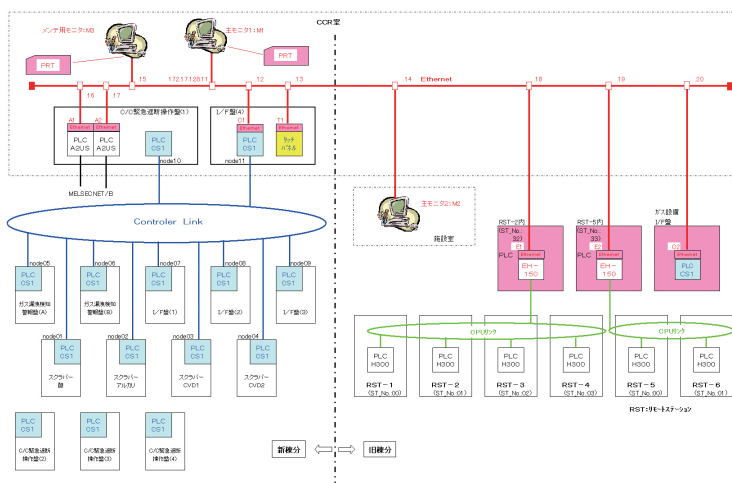 CCR室
メンテ用モニタ:M3
主モニタ1:M1
PRT
PRT
.15
172.17.128.11
.12
.13
.14
Ethernet
.18
.19
.20
.16
.17
C/C緊急遮断操作盤(1)
I/F盤(4)
A1
A2
C1
T1
Ethernet
Ethernet
Ethernet
Ethernet
PLC
A2US
PLC
A2US
PLC
CS1
PLC
CS1
タッチ
パネル
node10
node11
MELSECNET/B
主モニタ2:M2
施設室
RST-2内
(ST_No.:
32)
E1
PLC
Ethernet
EH-
150
RST-5内
(ST_No.:
33)
E2
PLC
Ethernet
EH-
150
ガス設備
I/F盤
C2
Ethernet
PLC
CS1
Controler Link
node05
node06
node07
node08
node09
PLC
CS1
PLC
CS1
PLC
CS1
PLC
CS1
PLC
CS1
ガス漏洩検知
警報盤(A)
ガス漏洩検知
警報盤(B)
I/F盤(1)
I/F盤(2)
I/F盤(3)
node01
node02
node03
node04
PLC
CS1
PLC
CS1
PLC
CS1
PLC
CS1
スクラバー
酸
スクラバー
アルカリ
スクラバー
CVD1
スクラバー
CVD2
CPUリンク
CPUリンク
PLC
H300
PLC
H300
PLC
H300
PLC
H300
PLC
H300
PLC
H300
RST-1
(ST_No.:00)
RST-2
(ST_No.:01)
RST-3
(ST_No.:02)
RST-4
(ST_No.:03)
RST-5
(ST_No.:00)
RST-6
(ST_No.:01)
RST:リモートステーション
PLC
CS1
PLC
CS1
PLC
CS1
C/C緊急遮断
操作盤(2)
C/C緊急遮断
操作盤(3)
C/C緊急遮断
操作盤(4)
新棟分
旧棟分